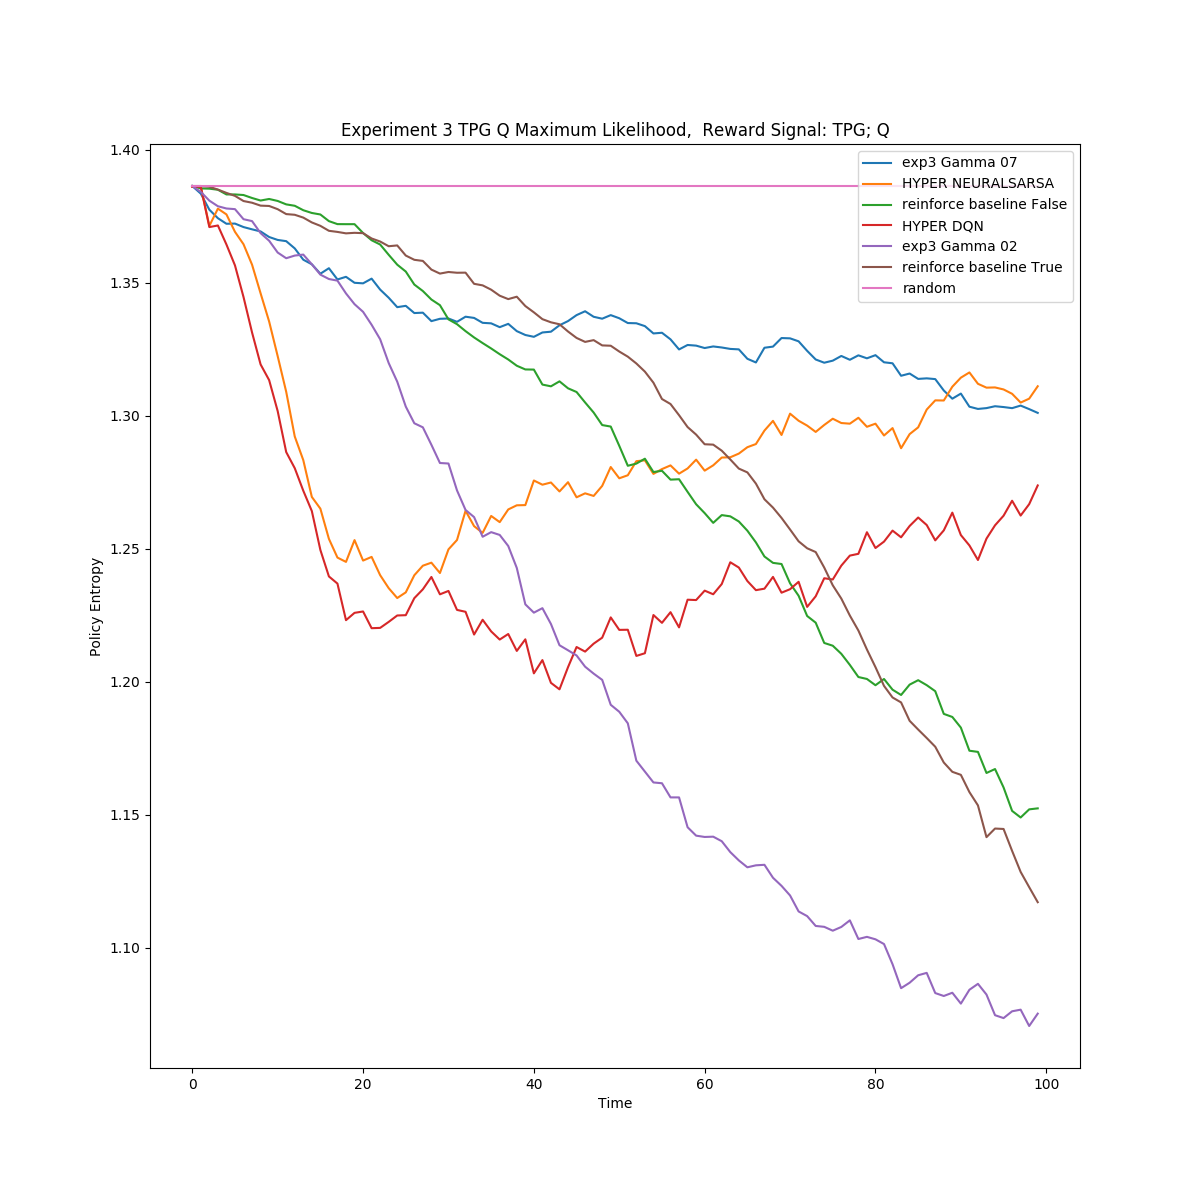 Experiment 3 TPG Q Maximum Likelihood,  Reward Signal: TPG; Q
1.40
1.35
1.30
1.25
1.20
1.15
1.10
Policy Entropy
exp3 Gamma 07
HYPER NEURALSARSA
reinforce baseline False
HYPER DQN
exp3 Gamma 02
reinforce baseline True
random
0
20
40
60
80
100
Time